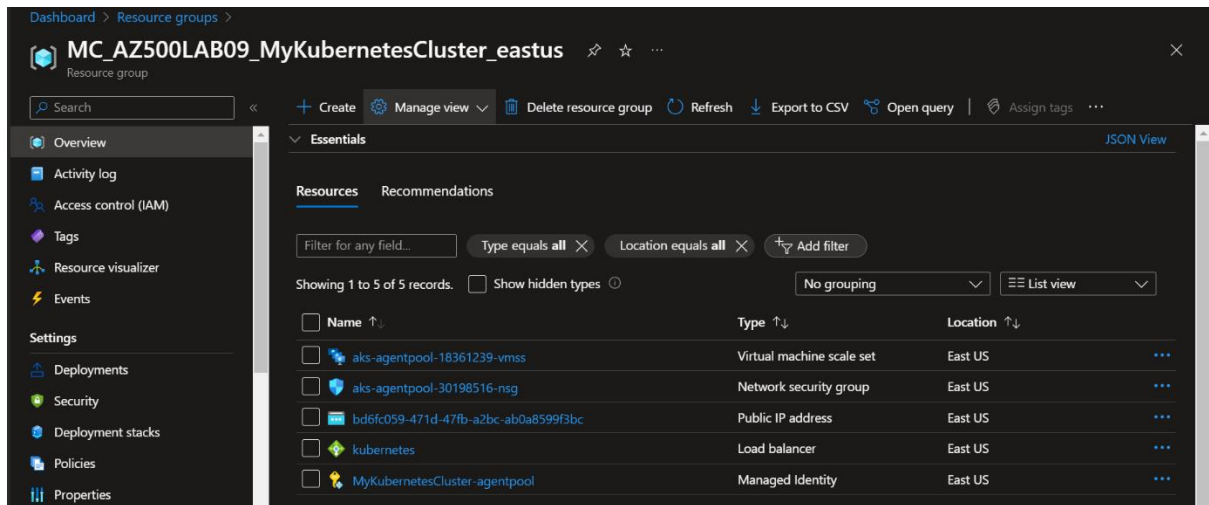 Dashboard > Resource groups >
MC_AZ500LAB09_MyKubernetesCluster_eastus
Resource group
Search
Create Manage view Delete resource group Refresh Export to CSV Open query Assign tags
Overview
Activity log
Access control (IAM)
Tags
Resource visualizer
Events
Settings
Deployments
Security
Deployment stacks
Policies
Properties
Essentials JSON View
Resources Recommendations
Filter for any field... Type equals all Location equals all Add filter
Showing 1 to 5 of 5 records. Show hidden types No grouping List view
Name Type Location
aks-agentpool-18361239-vmss Virtual machine scale set East US
aks-agentpool-30198516-nsg Network security group East US
bd6fc059-471d-47fb-a2bc-ab0a8599f3bc Public IP address East US
kubernetes Load balancer East US
MyKubernetesCluster-agentpool Managed Identity East US